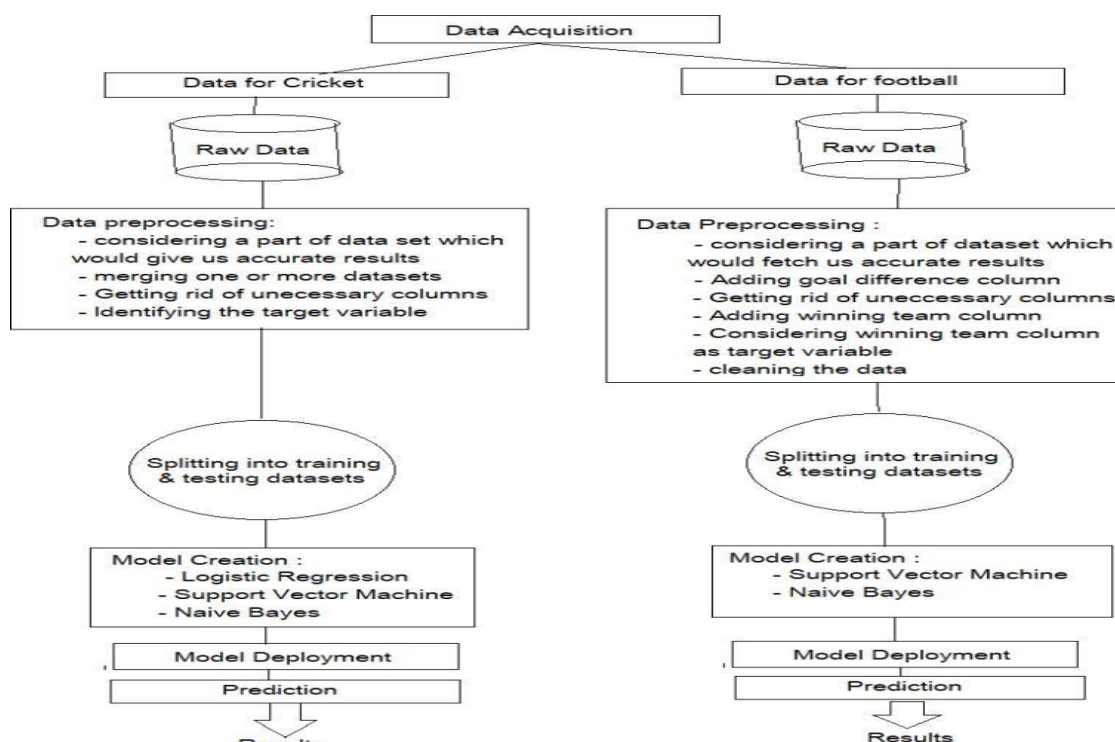 Data Acquisition
Data for Cricket
Raw Data
Data preprocessing:
- considering a part of data set which
would give us accurate results
- merging one or more datasets
- Getting rid of unecessary columns
- Identifying the target variable
Splitting into training
& testing datasets
Model Creation :
- Logistic Regression
- Support Vector Machine
- Naive Bayes
Model Deployment
Prediction
Results
Data for football
Raw Data
Data Preprocessing :
- considering a part of dataset which
would fetch us accurate results
- Adding goal difference column
- Getting rid of uneccessary columns
- Adding winning team column
- Considering winning team column
as target variable
- cleaning the data
Splitting into training
& testing datasets
Model Creation :
- Support Vector Machine
- Naive Bayes
Model Deployment
Prediction
Results